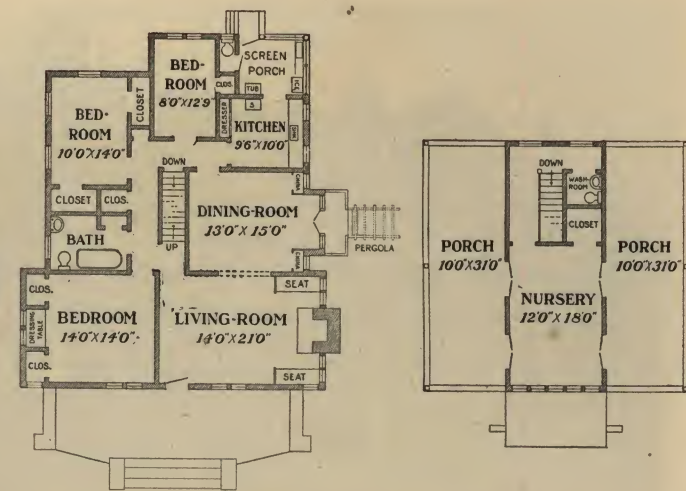 BED-
ROOM
8'0"X12'9"
CLOS.
SCREEN
PORCH
TUB
ICE
CLOSET
BED-
ROOM
10'0"X14'0"
DRESSER
S
KITCHEN
9'6"X10'0"
SINK
CLOSET
CLOS.
DOWN
UP
CHINA
DINING-ROOM
13'0" X 15'0"
CHINA
PERGOLA
BATH
CLOS.
DRESSING
TABLE
CLOS.
BEDROOM
14'0"X14'0"
LIVING-ROOM
14'0"X21'0"
SEAT
SEAT
DOWN
WASH
ROOM
CLOSET
PORCH
10'0"X31'0"
NURSERY
12'0"X18'0"
PORCH
10'0"X31'0"